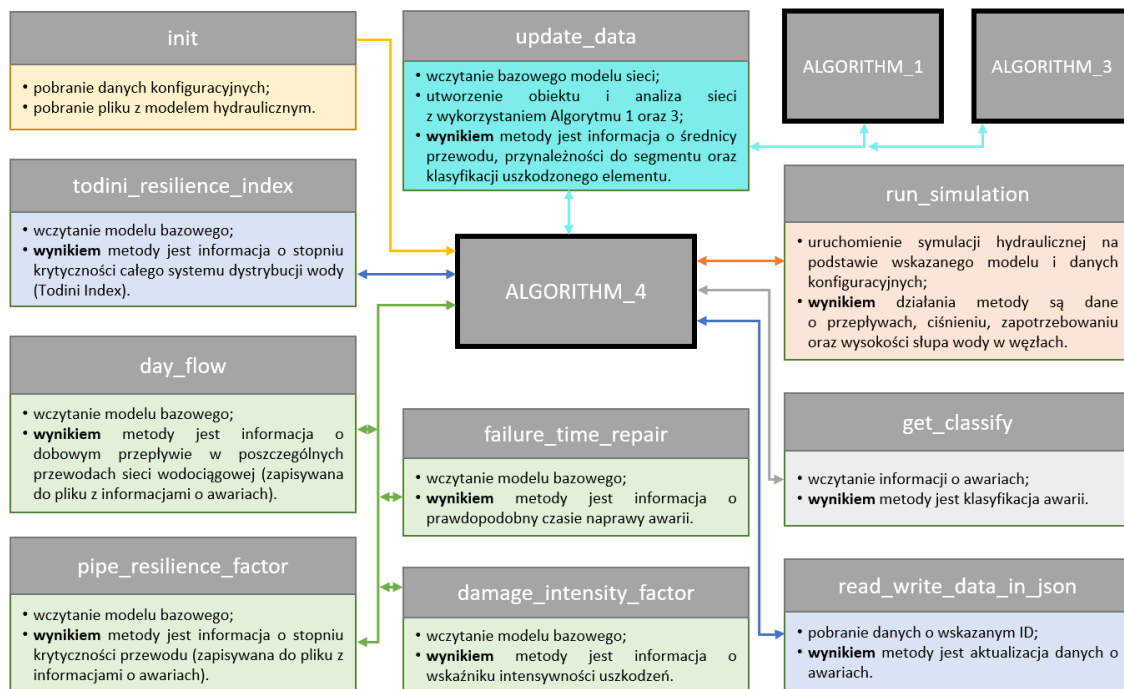 init
• pobranie danych konfiguracyjnych;
• pobranie pliku z modelem hydraulicznym.
update_data
• wczytanie bazowego modelu sieci;
• utworzenie obiektu i analiza sieci
z wykorzystaniem Algorytmu 1 oraz 3;
• wynikiem metody jest informacja o średnicy
przewodu, przynależności do segmentu oraz
klasyfikacji uszkodzonego elementu.
ALGORITHM_1
ALGORITHM_3
todini_resilience_index
• wczytanie modelu bazowego;
• wynikiem metody jest informacja o stopniu
krytyczności całego systemu dystrybucji wody
(Todini Index).
ALGORITHM_4
run_simulation
• uruchomienie symulacji hydraulicznej na
podstawie wskazanego modelu i danych
konfiguracyjnych;
• wynikiem działania metody są dane
o przepływach, ciśnieniu, zapotrzebowaniu
oraz wysokości słupa wody w węzłach.
day_flow
• wczytanie modelu bazowego;
• wynikiem metody jest informacja o
dobowym przepływie w poszczególnych
przewodach sieci wodociągowej (zapisywana
do pliku z informacjami o awariach).
failure_time_repair
• wczytanie modelu bazowego;
• wynikiem metody jest informacja o
prawdopodobny czasie naprawy awarii.
get_classify
• wczytanie informacji o awariach;
• wynikiem metody jest klasyfikacja awarii.
pipe_resilience_factor
• wczytanie modelu bazowego;
• wynikiem metody jest informacja o stopniu
krytyczności przewodu (zapisywana do pliku z
informacjami o awariach).
damage_intensity_factor
• wczytanie modelu bazowego;
• wynikiem metody jest informacja o
wskaźniku intensywności uszkodzeń.
read_write_data_in_json
• pobranie danych o wskazanym ID;
• wynikiem metody jest aktualizacja danych o
awariach.